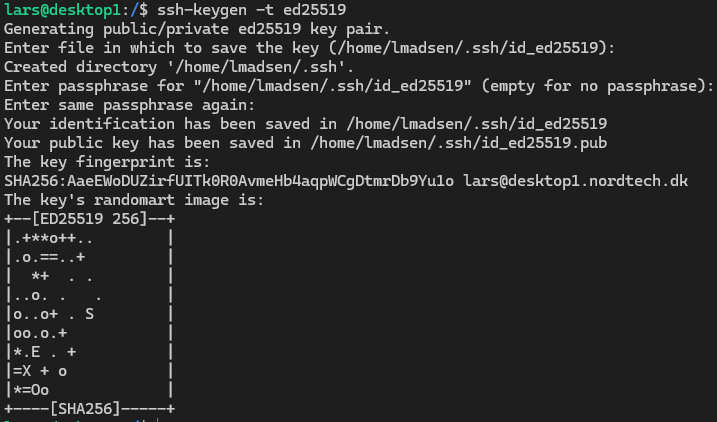 lars@desktop1:/$ ssh-keygen -t ed25519
Generating public/private ed25519 key pair.
Enter file in which to save the key (/home/lmadsen/.ssh/id_ed25519):
Created directory '/home/lmadsen/.ssh'.
Enter passphrase for "/home/lmadsen/.ssh/id_ed25519" (empty for no passphrase):
Enter same passphrase again:
Your identification has been saved in /home/lmadsen/.ssh/id_ed25519
Your public key has been saved in /home/lmadsen/.ssh/id_ed25519.pub
The key fingerprint is:
SHA256:AaeEWoDUZirfUITk0R0AvmeHb4aqpWCgDtmrDb9Yu1o lars@desktop1.nordtech.dk
The key's randomart image is:
+--[ED25519 256]--+
|.+**o++..        |
|.o.==..+         |
|  *+  . .        |
|..o. .   .       |
|o..o+ . S        |
|oo.o.+           |
|*.E . +          |
|=X + o           |
|*=Oo             |
+----[SHA256]-----+